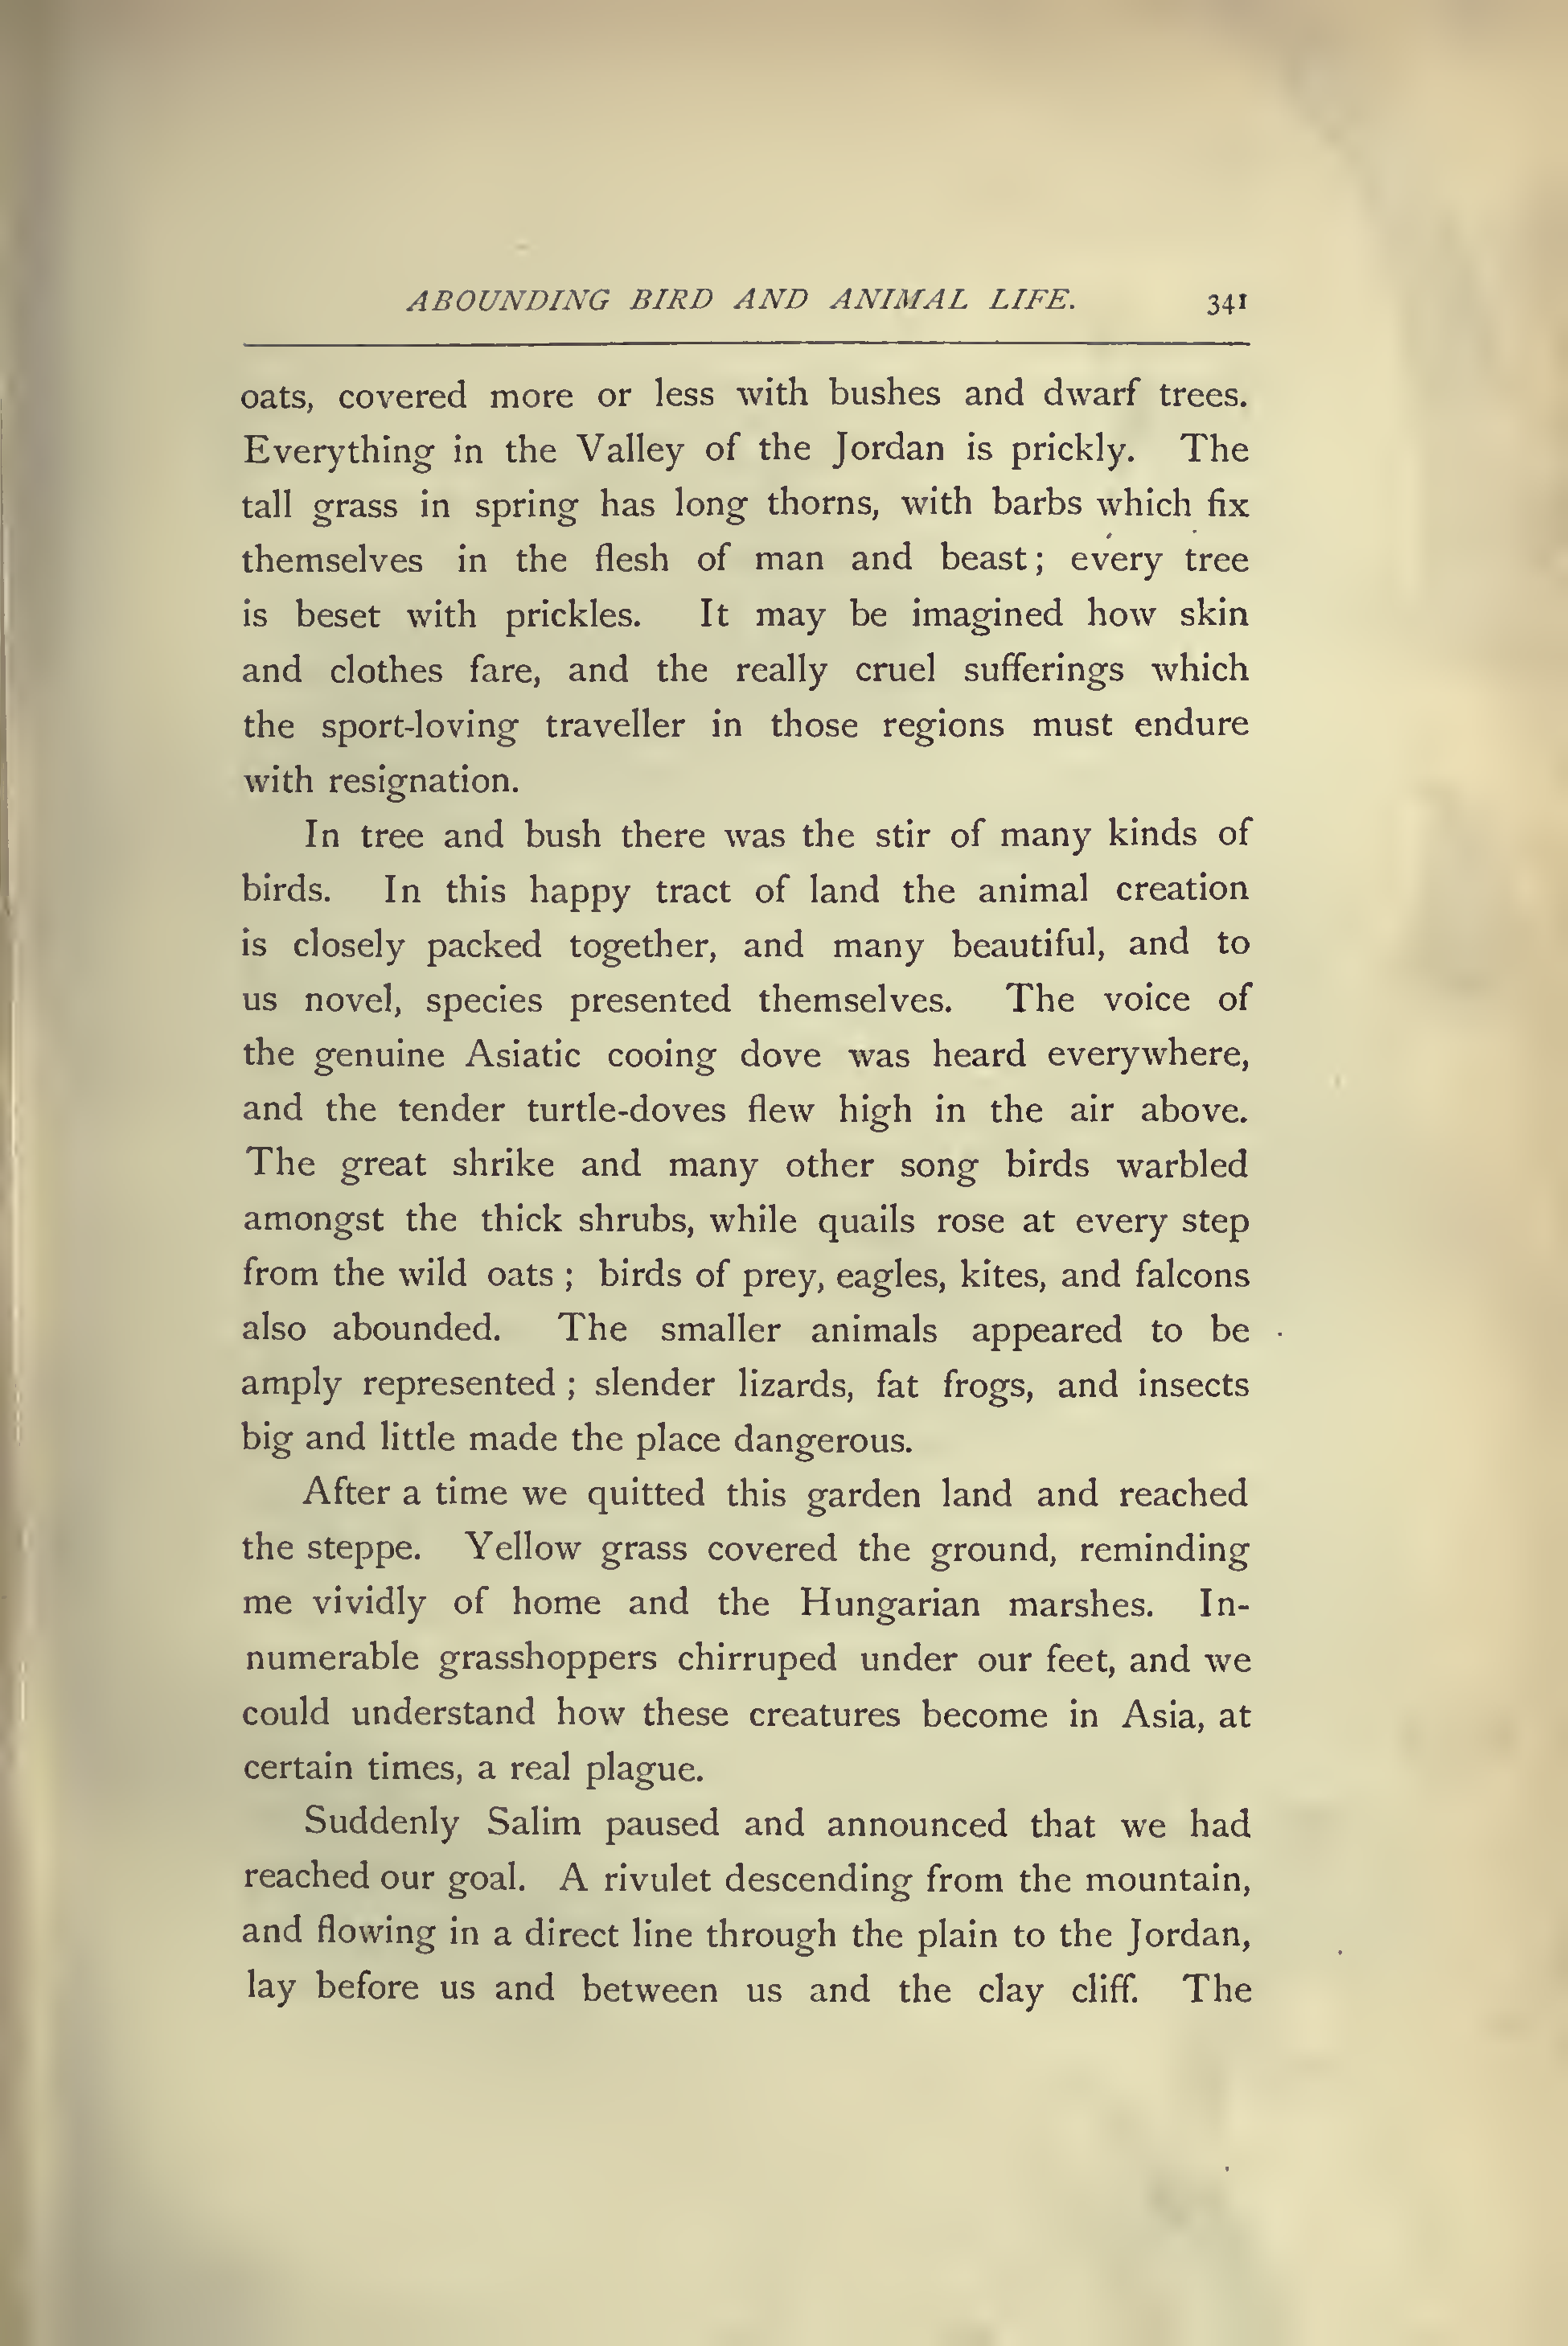 ABOUNDING BIRD AND ANIMAL LIFE. 341
oats, covered more or less with bushes and dwarf trees.
Everything in the Valley of the Jordan is prickly. The
tall grass in spring has long thorns, with barbs which fix
themselves in the flesh of man and beast; every tree
is beset with prickles. It may be imagined how skin
and clothes fare, and the really cruel sufferings which
the sport-loving traveller in those regions must endure
with resignation.
In tree and bush there was the stir of many kinds of
birds. In this happy tract of land the animal creation
is closely packed together, and many beautiful, and to
us novel, species presented themselves. The voice of
the genuine Asiatic cooing dove was heard everywhere,
and the tender turtle-doves flew high in the air above.
The great shrike and many other song birds warbled
amongst the thick shrubs, while quails rose at every step
from the wild oats ; birds of prey, eagles, kites, and falcons
also abounded. The smaller animals appeared to be
amply represented ; slender lizards, fat frogs, and insects
big and little made the place dangerous.
After a time we quitted this garden land and reached
the steppe. Yellow grass covered the ground, reminding
me vividly of home and the Hungarian marshes. In-
numerable grasshoppers chirruped under our feet, and we
could understand how these creatures become in Asia, at
certain times, a real plague.
Suddenly Salim paused and announced that we had
reached our goal. A rivulet descending from the mountain,
and flowing in a direct line through the plain to the Jordan,
lay before us and between us and the clay cliff. The